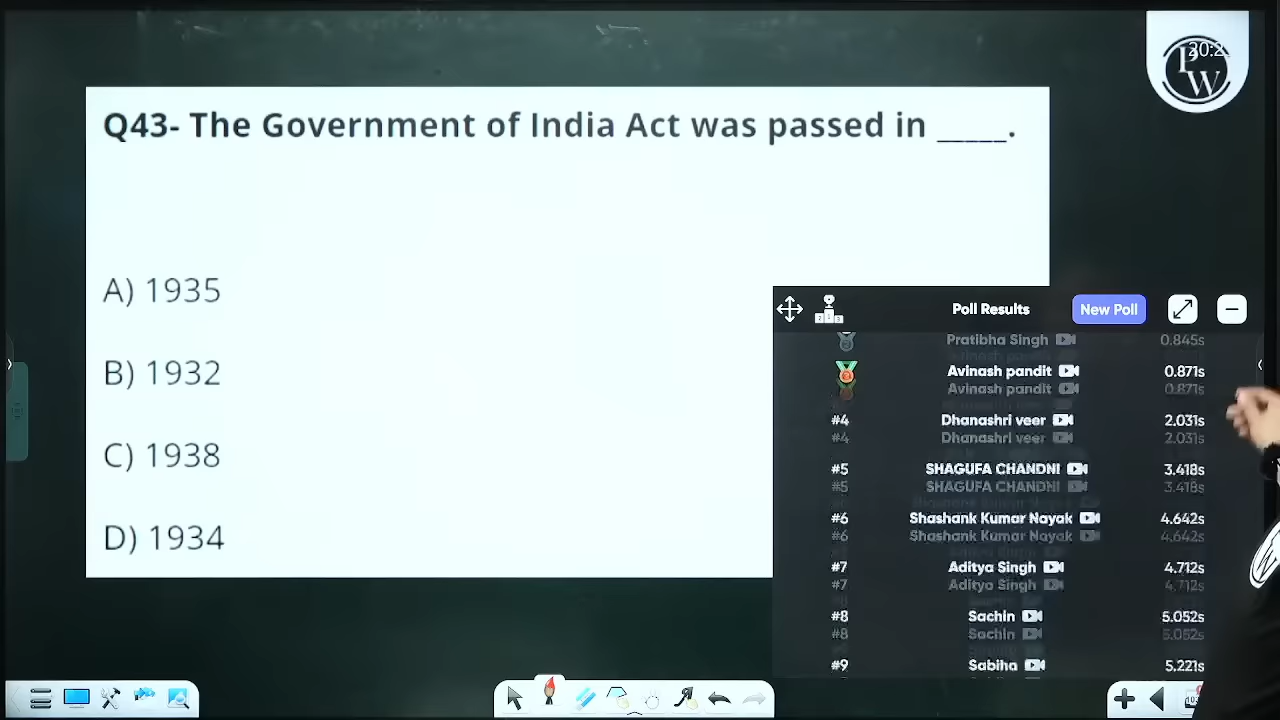 20:2
PW
Q43- The Government of India Act was passed in _____.
A) 1935
B) 1932
C) 1938
D) 1934
Poll Results
New Poll
Pratibha Singh 0.845s
Avinash pandit 0.871s
Avinash pandit 0.871s
#4 Dhanashri veer 2.031s
#4 Dhanashri veer 2.031s
#5 SHAGUFA CHANDNI 3.418s
#5 SHAGUFA CHANDNI 3.418s
#6 Shashank Kumar Nayak 4.642s
#6 Shashank Kumar Nayak 4.642s
#7 Aditya Singh 4.712s
#7 Aditya Singh 4.712s
#8 Sachin 5.052s
#8 Sachin 5.052s
#9 Sabiha 5.221s